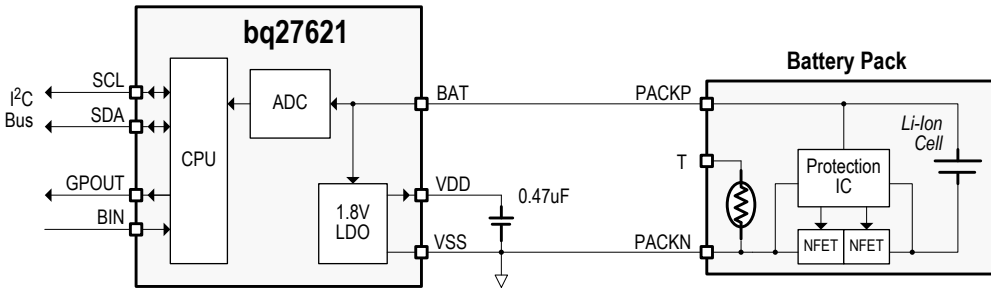 bq27621
Battery Pack
I2C
Bus
SCL
SDA
GPOUT
BIN
CPU
ADC
1.8V
LDO
BAT
VDD
VSS
0.47uF
PACKP
T
PACKN
Li-Ion
Cell
Protection
IC
NFET
NFET